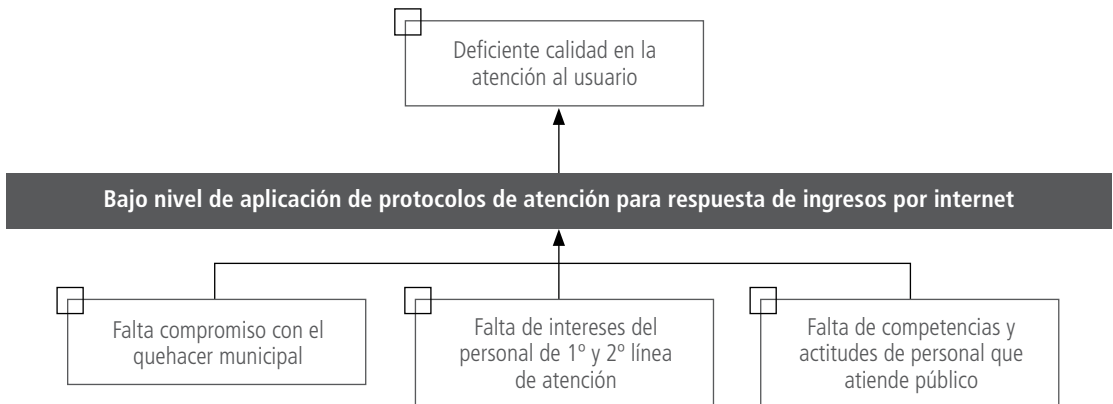 Deficiente calidad en la
atención al usuario
Bajo nivel de aplicación de protocolos de atención para respuesta de ingresos por internet
Falta compromiso con el
quehacer municipal
Falta de intereses del
personal de 1º y 2º línea
de atención
Falta de competencias y
actitudes de personal que
atiende público